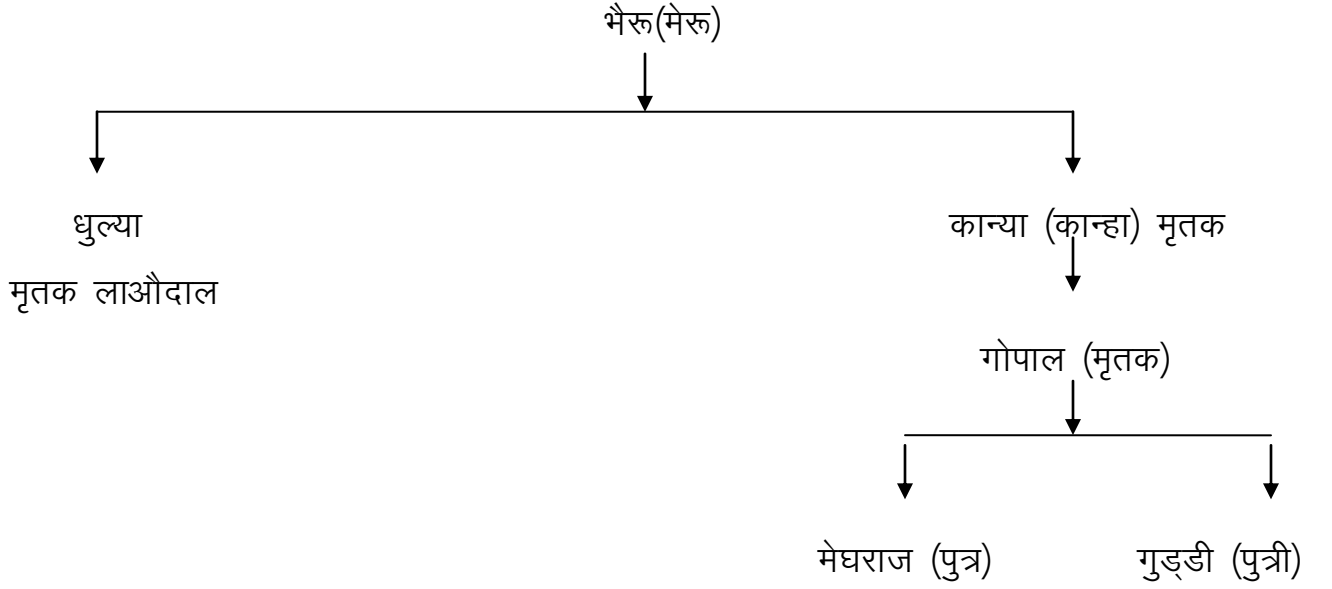 भैरू(मेरू)
धुल्या
कान्या (कान्हा) मृतक
मृतक लाऔदाल
गोपाल (मृतक)
मेघराज (पुत्र)
गुड्डी (पुत्री)